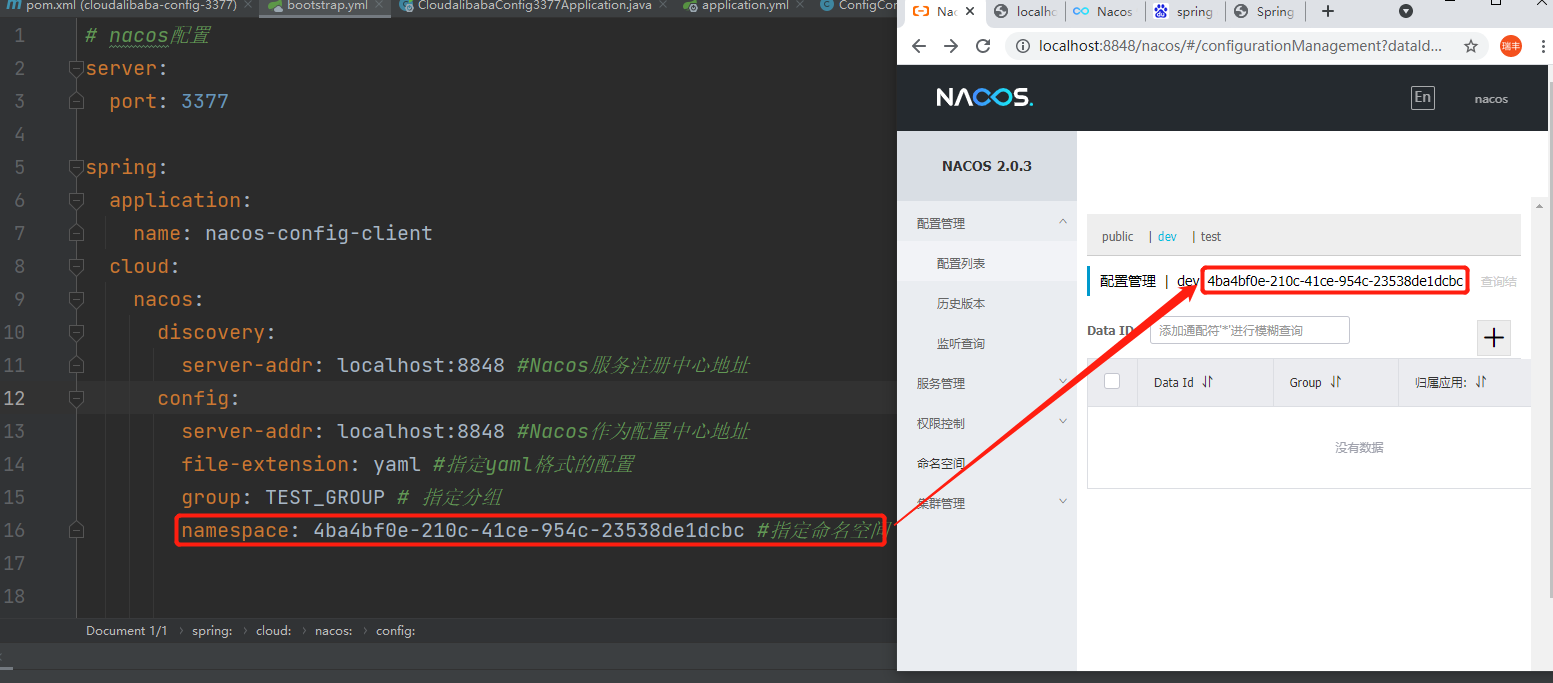 pom.xml (cloudalibaba-config-3377)
bootstrap.yml
CloudalibabaConfig3377Application.java
application.yml
ConfigCon
1 # nacos配置
2 server:
3 port: 3377
4
5 spring:
6 application:
7 name: nacos-config-client
8 cloud:
9 nacos:
10 discovery:
11 server-addr: localhost:8848 #Nacos服务注册中心地址
12 config:
13 server-addr: localhost:8848 #Nacos作为配置中心地址
14 file-extension: yaml #指定yaml格式的配置
15 group: TEST_GROUP # 指定分组
16 namespace: 4ba4bf0e-210c-41ce-954c-23538de1dcbc #指定命名空间
17
18
Document 1/1 spring: cloud: nacos: config:
Nac
localho
Nacos
spring
Spring
localhost:8848/nacos/#/configurationManagement?dataId...
瑞丰
NACOS.
En
nacos
NACOS 2.0.3
配置管理
配置列表
历史版本
监听查询
服务管理
权限控制
命名空间
集群管理
public | dev | test
配置管理 | dev 4ba4bf0e-210c-41ce-954c-23538de1dcbc 查询结
Data ID 添加通配符'*'进行模糊查询
Data Id Group 归属应用:
没有数据